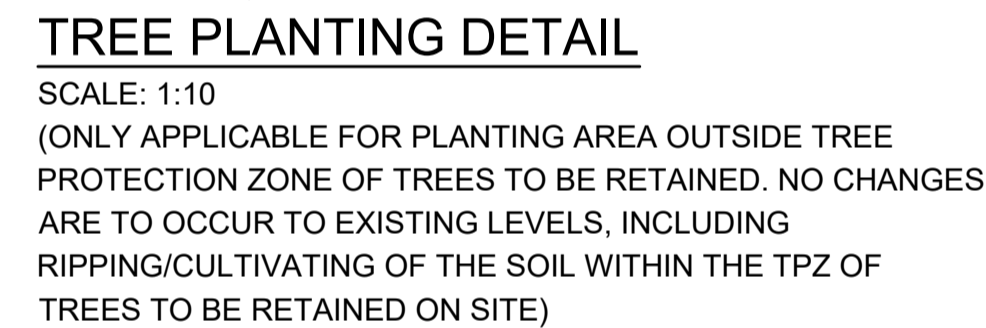 TREE PLANTING DETAIL
SCALE: 1:10
(ONLY APPLICABLE FOR PLANTING AREA OUTSIDE TREE
PROTECTION ZONE OF TREES TO BE RETAINED. NO CHANGES
ARE TO OCCUR TO EXISTING LEVELS, INCLUDING
RIPPING/CULTIVATING OF THE SOIL WITHIN THE TPZ OF
TREES TO BE RETAINED ON SITE)